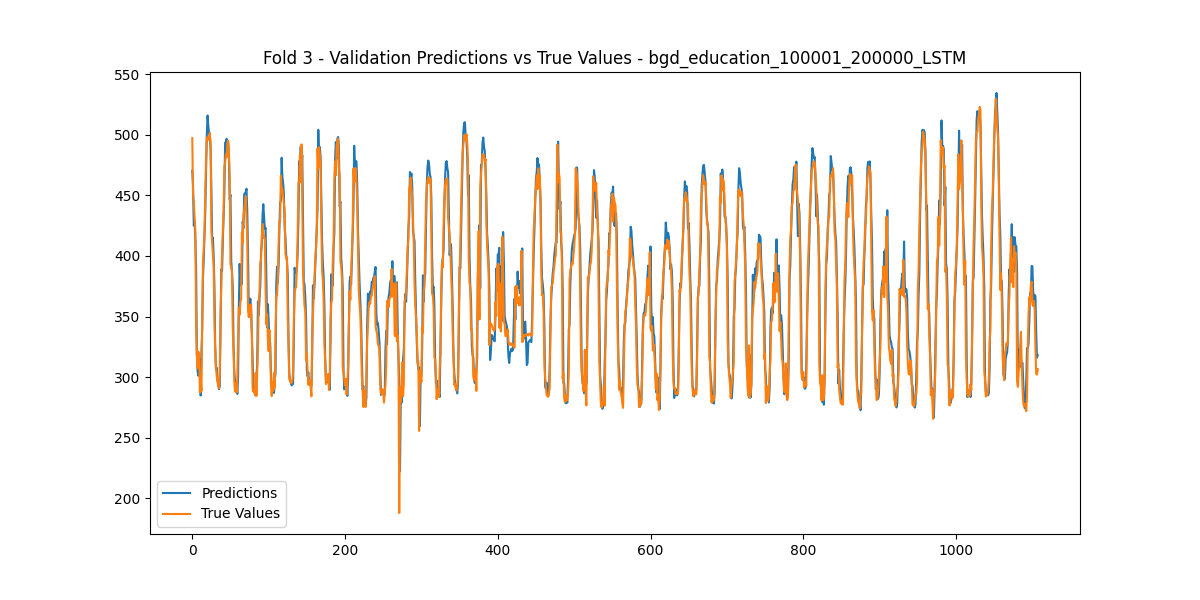 Fold 3 - Validation Predictions vs True Values - bgd_education_100001_200000_LSTM
550
500
450
400
350
300
250
200
Predictions
True Values
0 200 400 600 800 1000